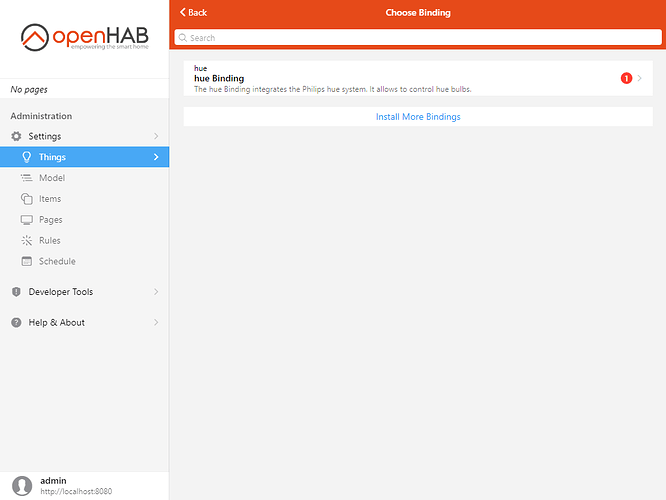 openHAB
empowering the smart home
No pages
Administration
Settings
Things
Model
Items
Pages
Rules
Schedule
Developer Tools
Help & About
admin
http://localhost:8080
Back
Choose Binding
Search
hue
hue Binding
The hue Binding integrates the Philips hue system. It allows to control hue bulbs.
1
Install More Bindings